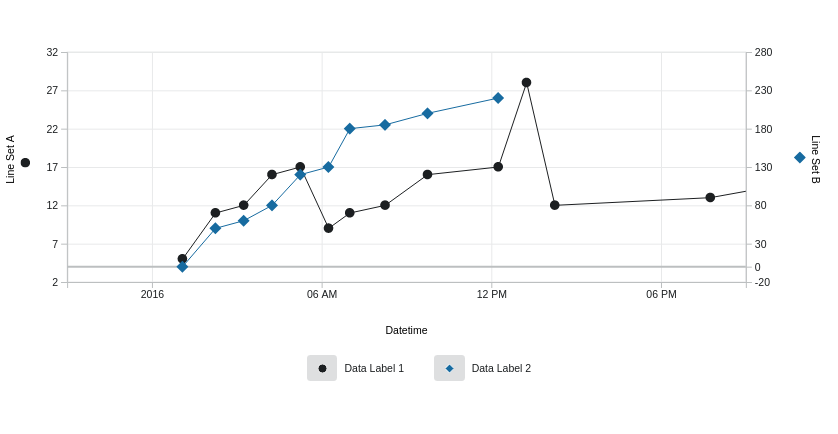 32
27
22
17
12
7
2
Line Set A
280
230
180
130
80
30
0
-20
Line Set B
2016
06 AM
12 PM
06 PM
Datetime
Data Label 1
Data Label 2